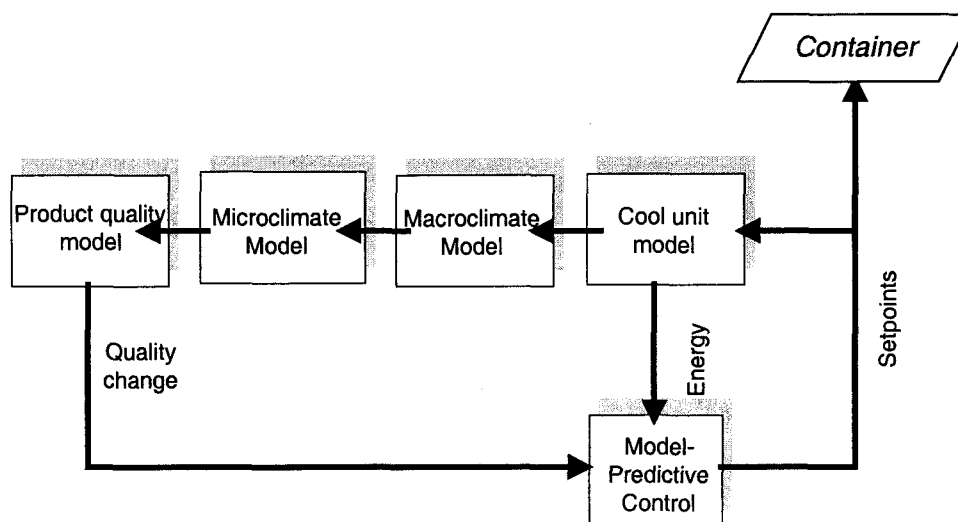 Container
Product quality
model
Microclimate
Model
Macroclimate
Model
Cool unit
model
Quality
change
Energy
Setpoints
Model-
Predictive
Control